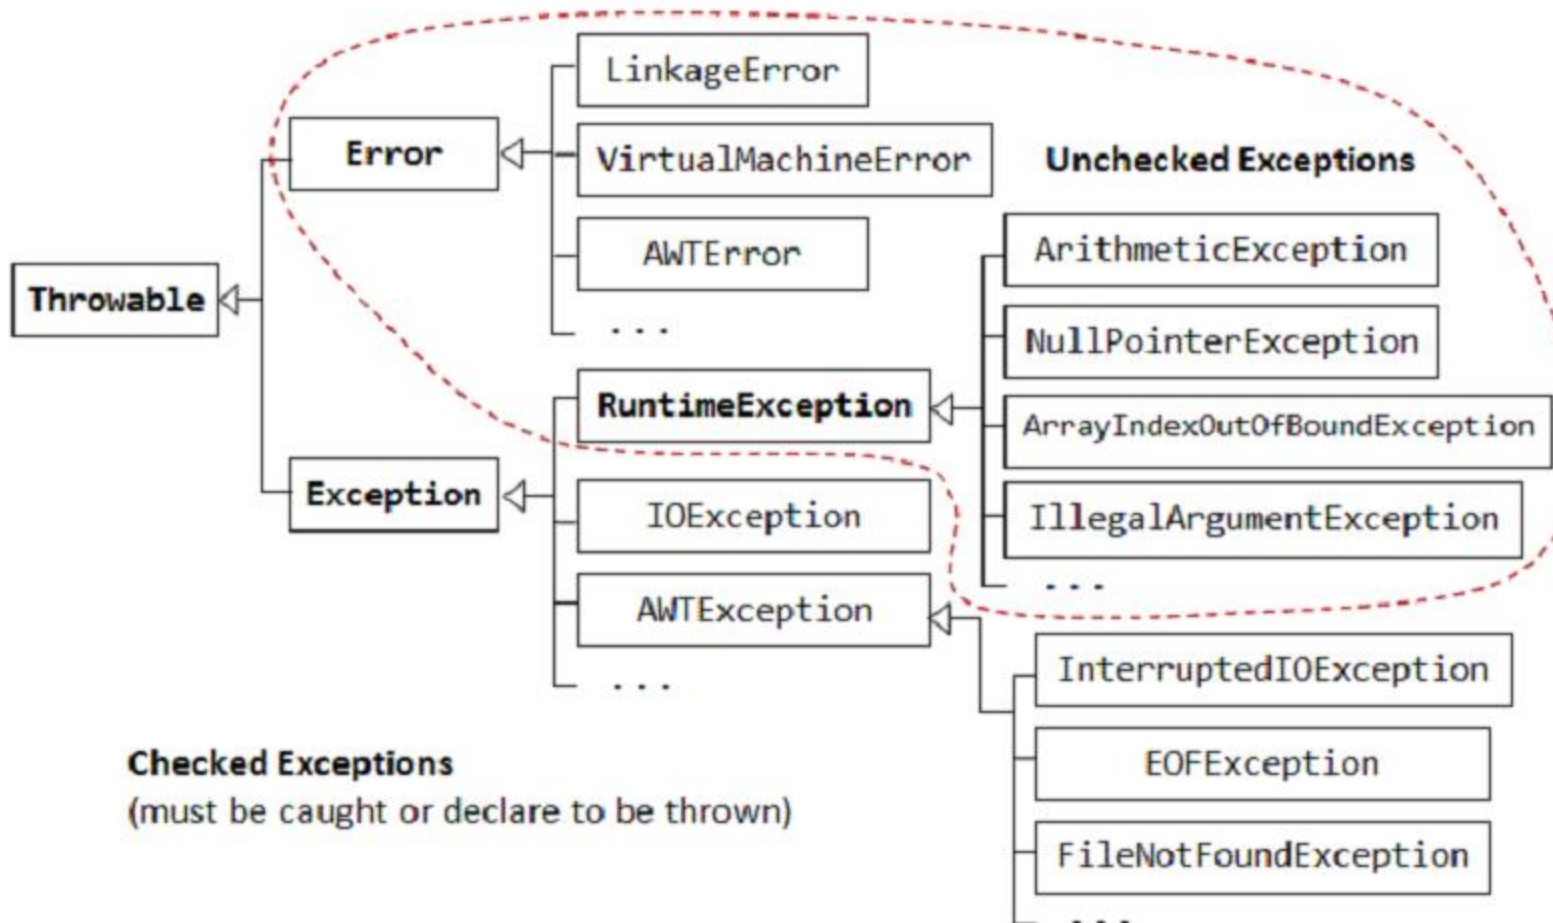 LinkageError
Error
VirtualMachineError
Unchecked Exceptions
AWTError
ArithmeticException
Throwable
...
NullPointerException
RuntimeException
ArrayIndexOutOfBoundException
Exception
IOException
IllegalArgumentException
...
AWTException
...
InterruptedIOException
Checked Exceptions
(must be caught or declare to be thrown)
EOFException
FileNotFoundException
...